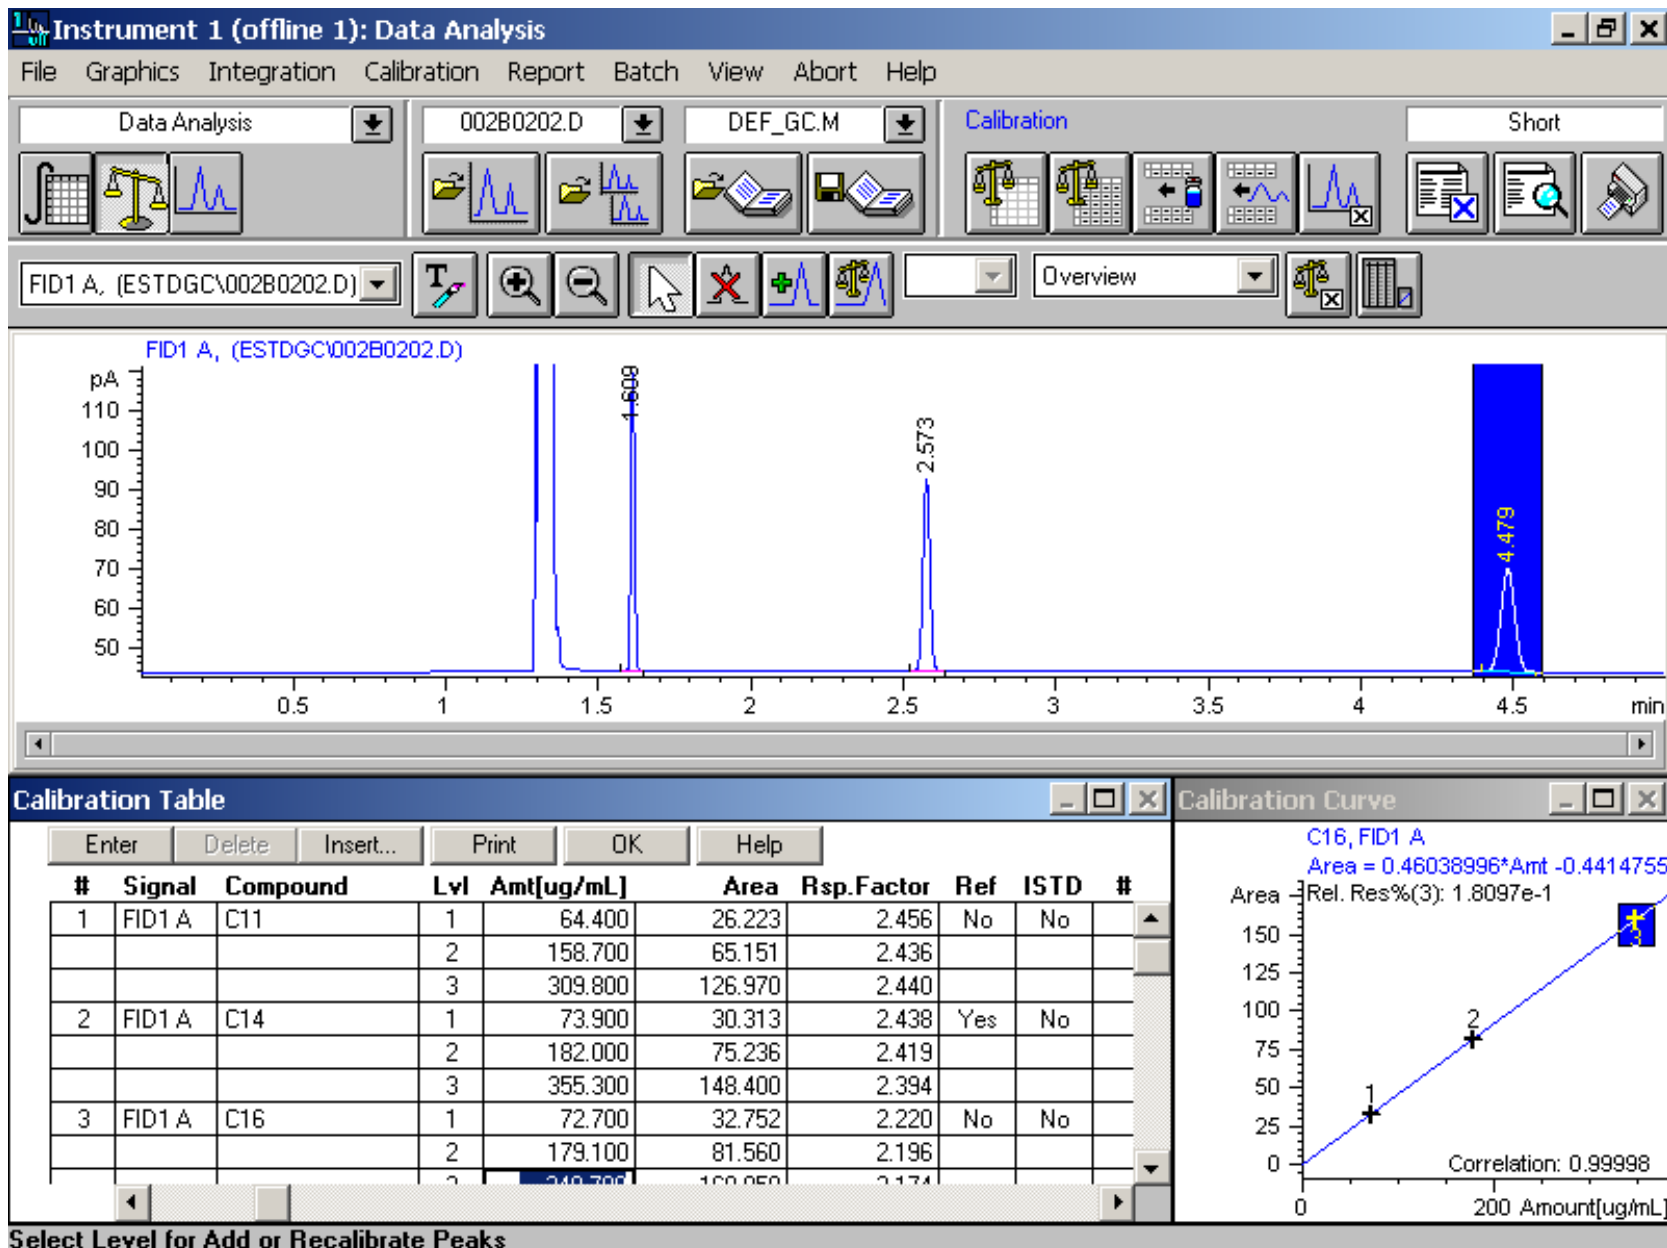 Instrument 1 (offline 1): Data Analysis
File Graphics Integration Calibration Report Batch View Abort Help
Data Analysis 002B0202.D DEF_GC.M Calibration Short
FID1 A, (ESTDGC\002B0202.D) Overview
FID1 A, (ESTDGC\002B0202.D)
pA
110
100
90
80
70
60
50
1.609
2.573
4.479
0.5 1 1.5 2 2.5 3 3.5 4 4.5 min
Calibration Table
Enter Delete Insert... Print OK Help
# Signal Compound Lvl Amt[ug/mL] Area Rsp.Factor Ref ISTD #
1 FID1 A C11 1 64.400 26.223 2.456 No No
2 158.700 65.151 2.436
3 309.800 126.970 2.440
2 FID1 A C14 1 73.900 30.313 2.438 Yes No
2 182.000 75.236 2.419
3 355.300 148.400 2.394
3 FID1 A C16 1 72.700 32.752 2.220 No No
2 179.100 81.560 2.196
Calibration Curve
C16, FID1 A
Area = 0.46038996*Amt -0.4414755
Rel. Res%(3): 1.8097e-1
Area
150
125
100
75
50
25
0
1
2
3
Correlation: 0.99998
0 200 Amount[ug/mL]
Select Level for Add or Recalibrate Peaks